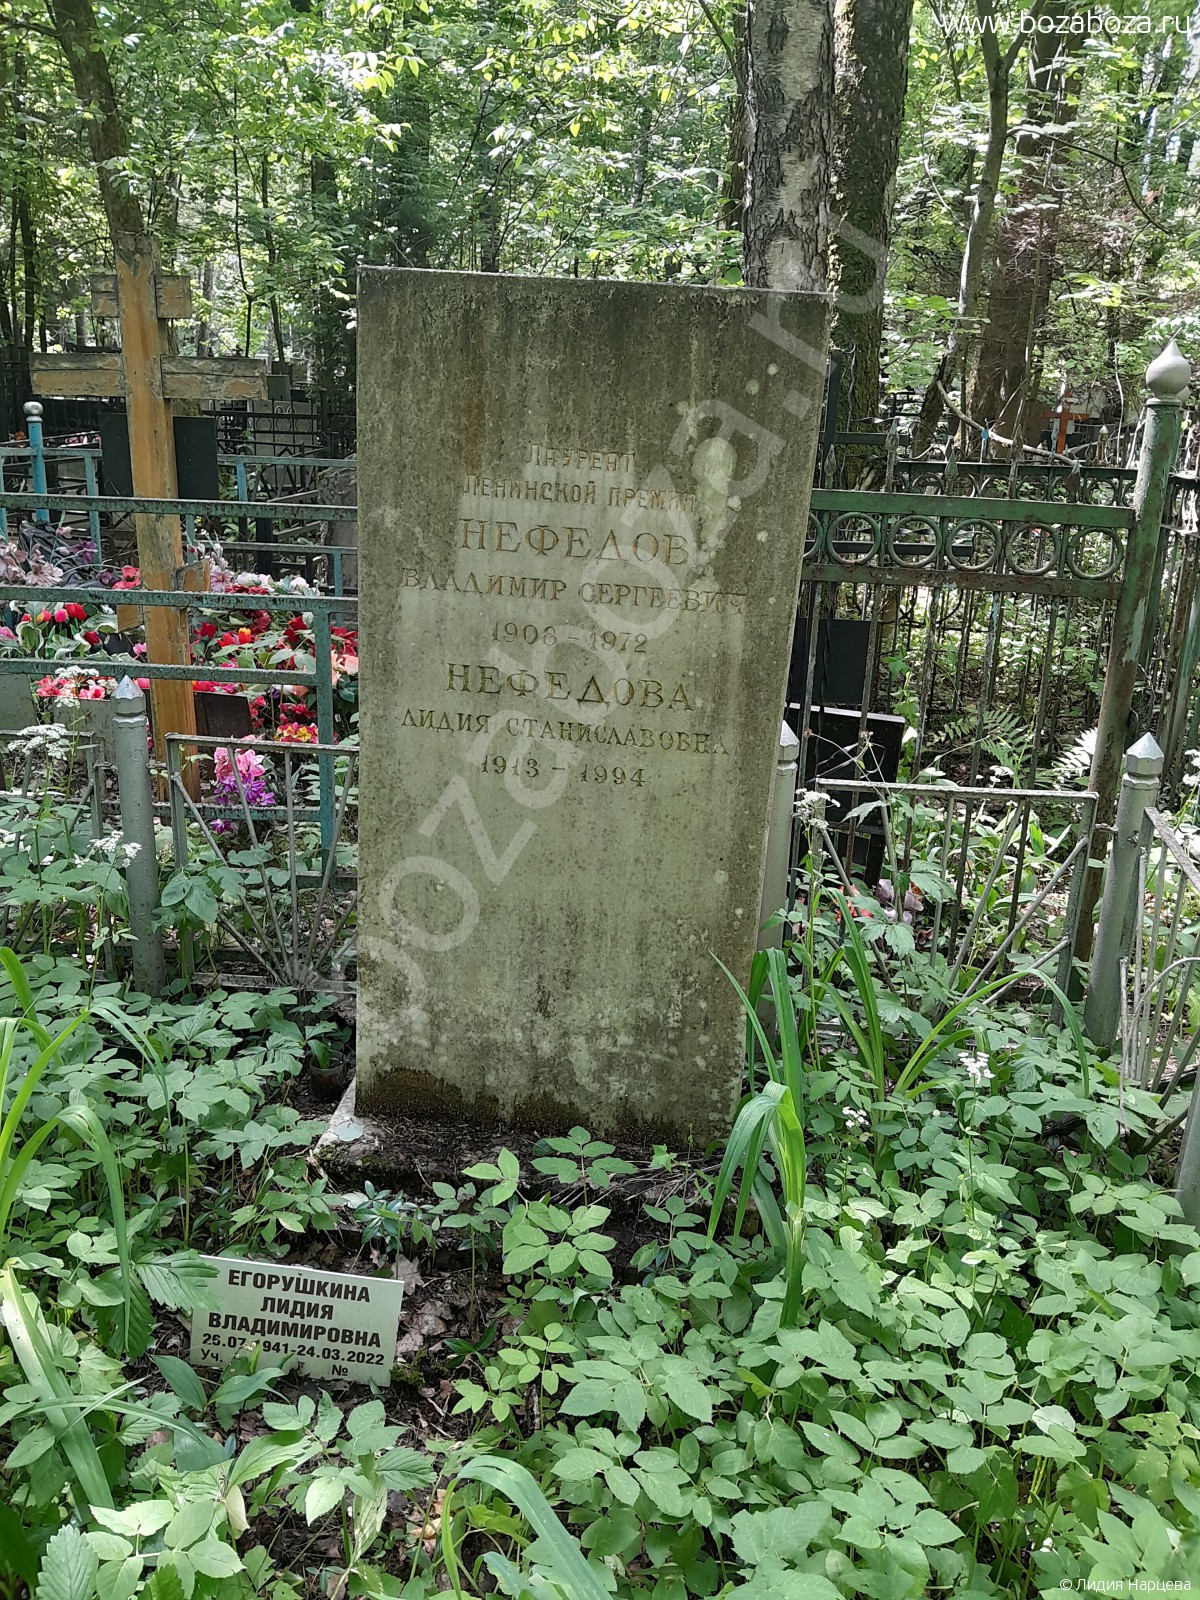 www.bozaboza.ru
ЛАУРЕАТ
ЛЕНИНСКОЙ ПРЕМИИ
НЕФЕДОВ
ВЛАДИМИР СЕРГЕЕВИЧ
1908 – 1972
НЕФЕДОВА
ЛИДИЯ СТАНИСЛАВОВНА
1913 – 1994
bozaboza.ru
ЕГОРУШКИНА
ЛИДИЯ
ВЛАДИМИРОВНА
26.07.1941-24.03.2022
Уч. №
© Лидия Нарцева